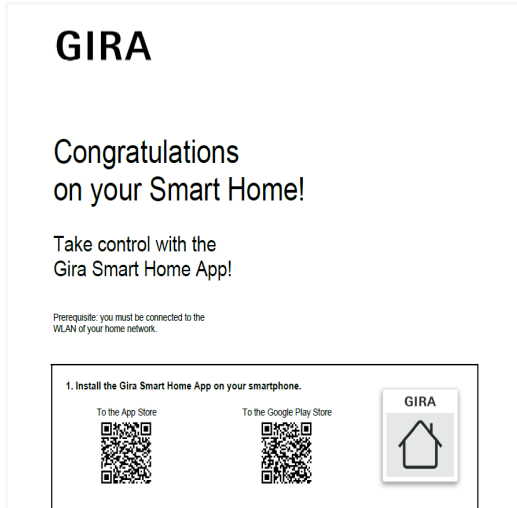 GIRA
Congratulations
on your Smart Home!
Take control with the
Gira Smart Home App!
Prerequisite: you must be connected to the
WLAN of your home network.
1. Install the Gira Smart Home App on your smartphone.
To the App Store
To the Google Play Store
GIRA